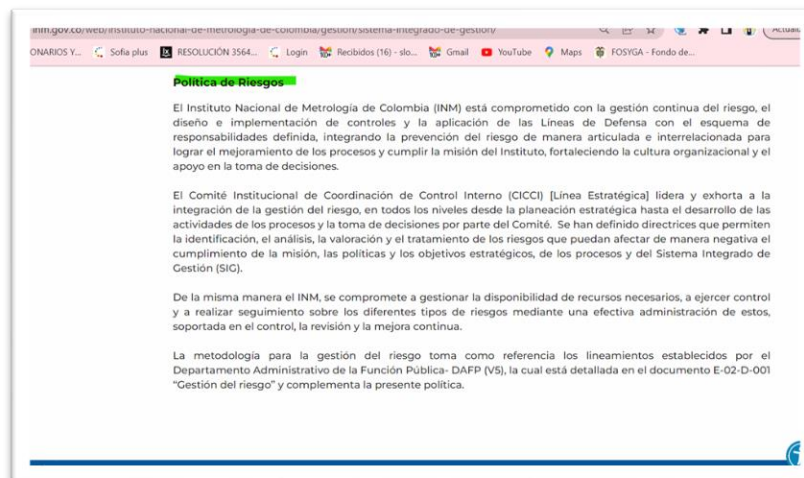 inm.gov.co/web/instituto-nacional-de-metrologia-de-colombia/gestion/sistema-integrado-de-gestion/
ONARIOS Y... Sofia plus RESOLUCIÓN 3564... Login Recibidos (16) - slo... Gmail YouTube Maps FOSYGA - Fondo de...
Política de Riesgos
El Instituto Nacional de Metrología de Colombia (INM) está comprometido con la gestión continua del riesgo, el
diseño e implementación de controles y la aplicación de las Líneas de Defensa con el esquema de
responsabilidades definida, integrando la prevención del riesgo de manera articulada e interrelacionada para
lograr el mejoramiento de los procesos y cumplir la misión del Instituto, fortaleciendo la cultura organizacional y el
apoyo en la toma de decisiones.
El Comité Institucional de Coordinación de Control Interno (CICCI) [Línea Estratégica] lidera y exhorta a la
integración de la gestión del riesgo, en todos los niveles desde la planeación estratégica hasta el desarrollo de las
actividades de los procesos y la toma de decisiones por parte del Comité. Se han definido directrices que permiten
la identificación, el análisis, la valoración y el tratamiento de los riesgos que puedan afectar de manera negativa el
cumplimiento de la misión, las políticas y los objetivos estratégicos, de los procesos y del Sistema Integrado de
Gestión (SIG).
De la misma manera el INM, se compromete a gestionar la disponibilidad de recursos necesarios, a ejercer control
y a realizar seguimiento sobre los diferentes tipos de riesgos mediante una efectiva administración de estos,
soportada en el control, la revisión y la mejora continua.
La metodología para la gestión del riesgo toma como referencia los lineamientos establecidos por el
Departamento Administrativo de la Función Pública- DAFP (V5), la cual está detallada en el documento E-02-D-001
"Gestión del riesgo" y complementa la presente política.